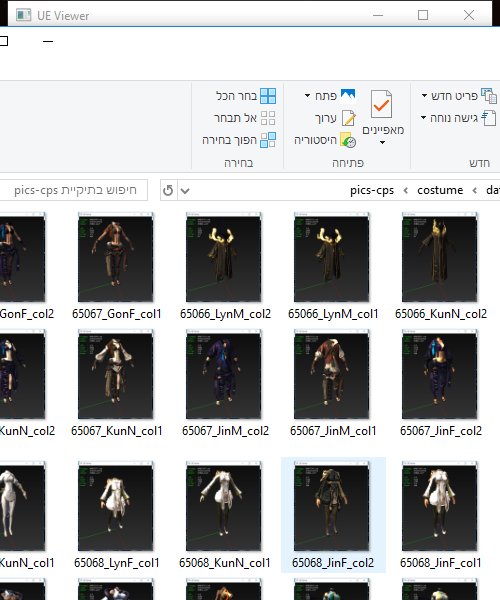 UE Viewer
פריט חדש
גישה נוחה
חדש
מאפיינים
פתח
ערוך
היסטוריה
פתיחה
בחר הכל
אל תבחר
הפוך בחירה
בחירה
da
costume
pics-cps
חיפוש בתיקיית pics-cps
GonF_col2
65067_GonF_col1
65066_LynM_col2
65066_LynM_col1
65066_KunN_col2
KunN_col2
65067_KunN_col1
65067_JinM_col2
65067_JinM_col1
65067_JinF_col2
KunN_col1
65068_LynF_col1
65068_KunN_col1
65068_JinF_col2
65068_JinF_col1